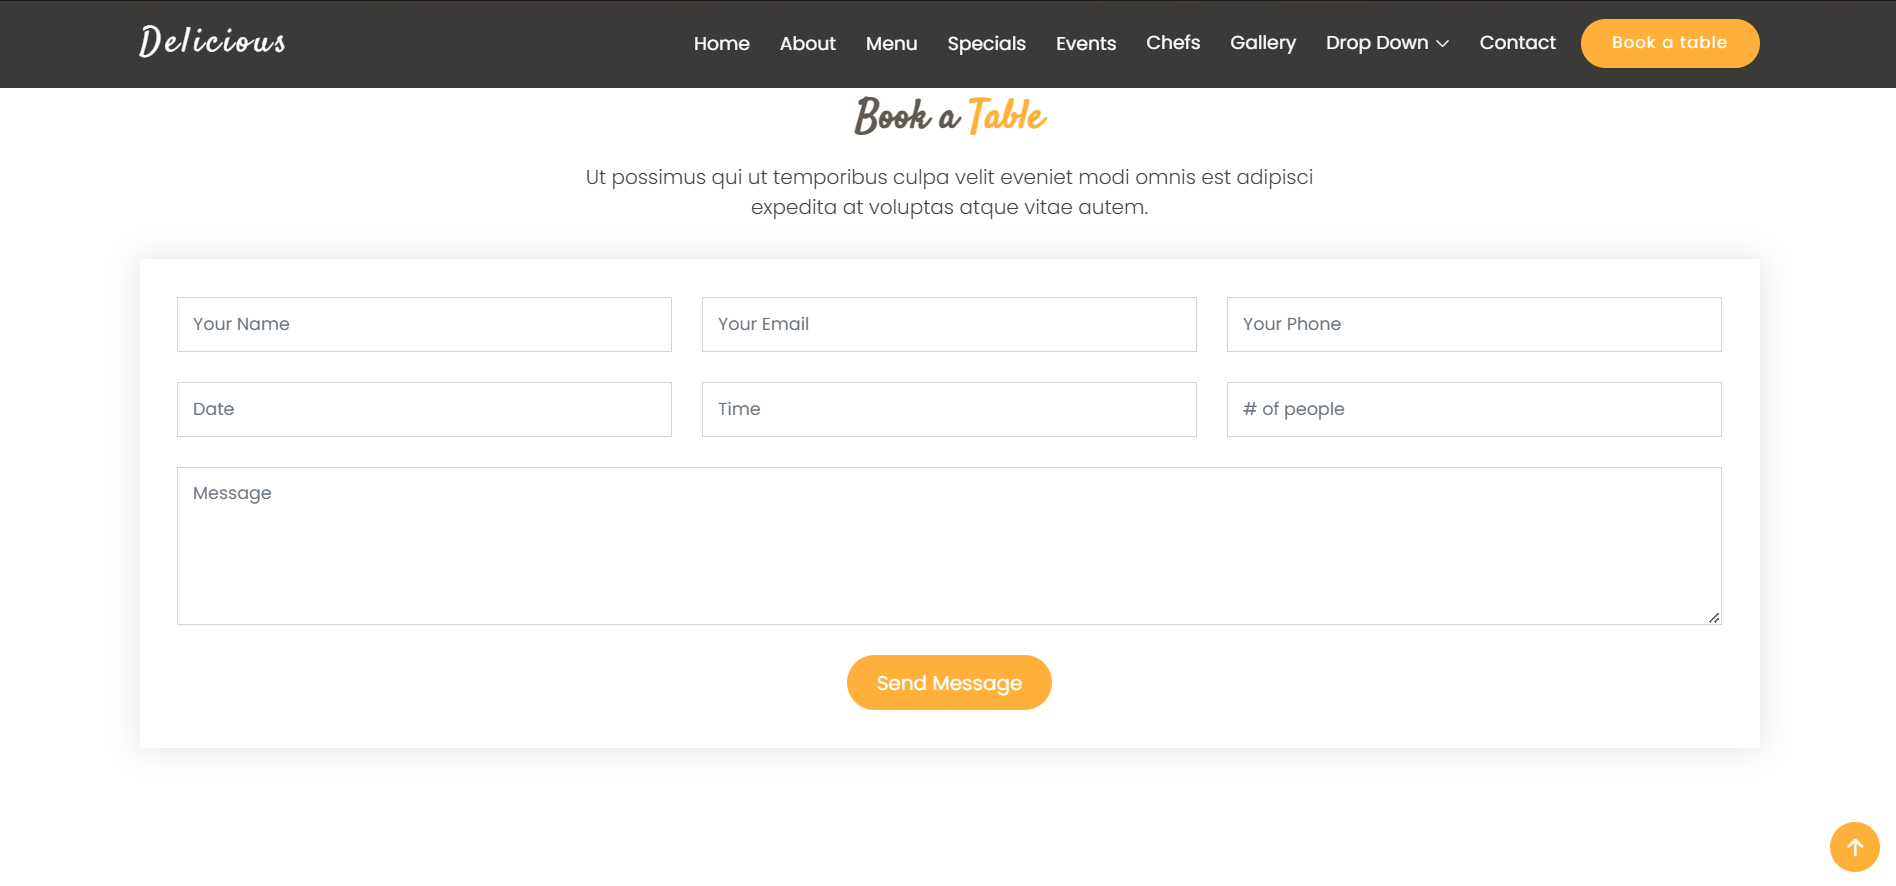 Delicious
Home About Menu Specials Events Chefs Gallery Drop Down Contact Book a table
Book a Table
Ut possimus qui ut temporibus culpa velit eveniet modi omnis est adipisci
expedita at voluptas atque vitae autem.
Your Name Your Email Your Phone
Date Time # of people
Message
Send Message